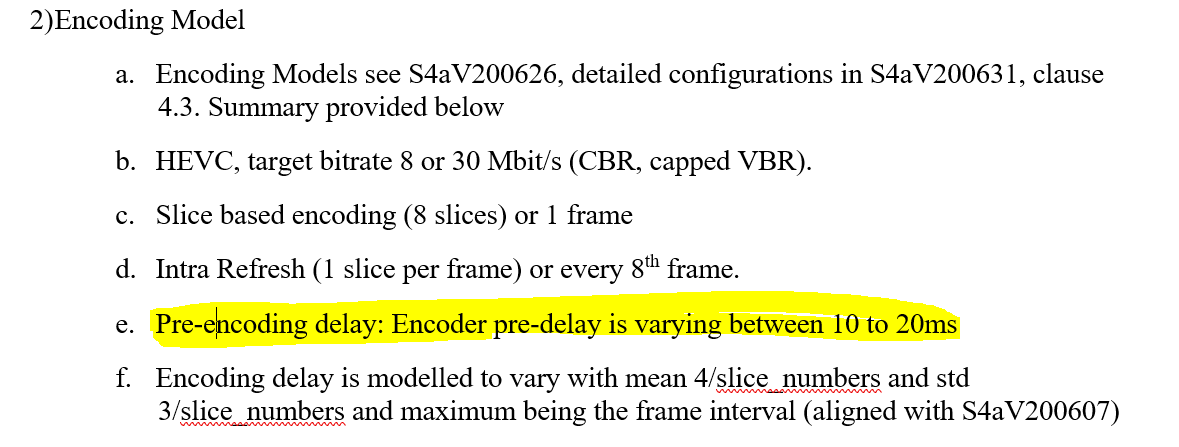 2)Encoding Model
a. Encoding Models see S4aV200626, detailed configurations in S4aV200631, clause
4.3. Summary provided below
b. HEVC, target bitrate 8 or 30 Mbit/s (CBR, capped VBR).
c. Slice based encoding (8 slices) or 1 frame
d. Intra Refresh (1 slice per frame) or every 8th frame.
e. Pre-encoding delay: Encoder pre-delay is varying between 10 to 20ms
f. Encoding delay is modelled to vary with mean 4/slice_numbers and std
3/slice_numbers and maximum being the frame interval (aligned with S4aV200607)